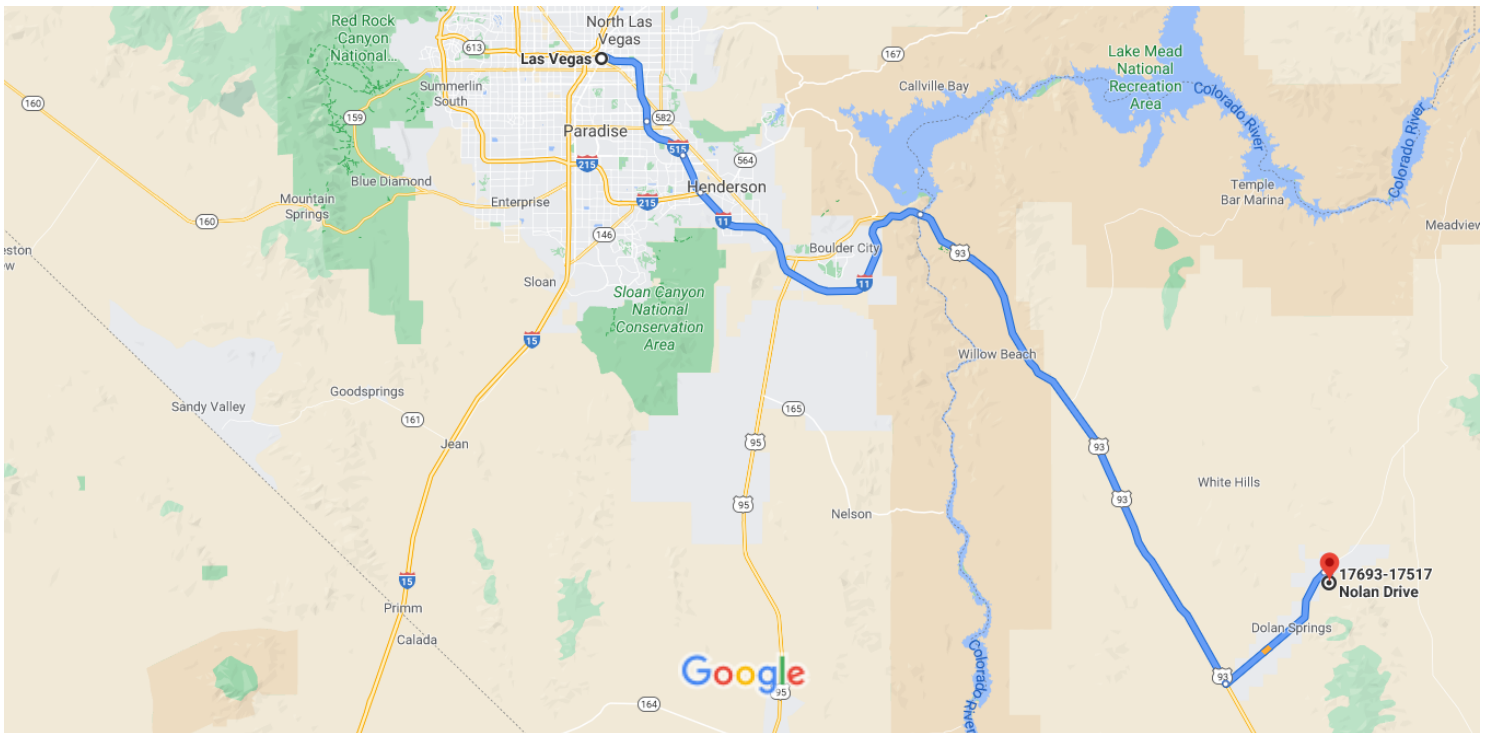 Red Rock
Canyon
National...
North Las
Vegas
613
Las Vegas
167
Lake Mead
National
Recreation
Area
Callville Bay
Colorado River
Colorado River
160
Summerlin
South
159
582
Paradise
515
564
215
Henderson
Blue Diamond
215
Enterprise
Mountain
Springs
160
11
146
Temple
Bar Marina
Meadview
eston
ow
Boulder City
93
Sloan
11
Sloan Canyon
National
Conservation
Area
15
Willow Beach
Goodsprings
Sandy Valley
161
165
Jean
95
93
White Hills
93
95
Nelson
15
17693-17517
Nolan Drive
Primm
Calada
Dolan Springs
Google
93
95
164
Colorado River